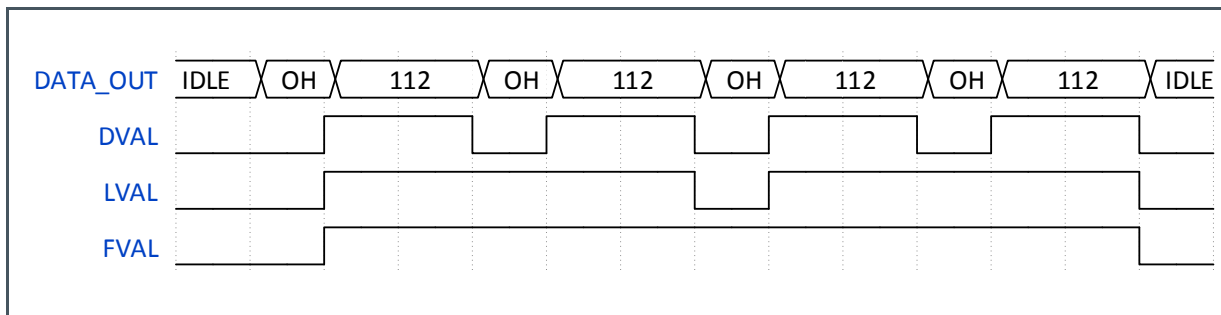 DATA_OUT IDLE OH 112 OH 112 OH 112 OH 112 IDLE
DVAL
LVAL
FVAL